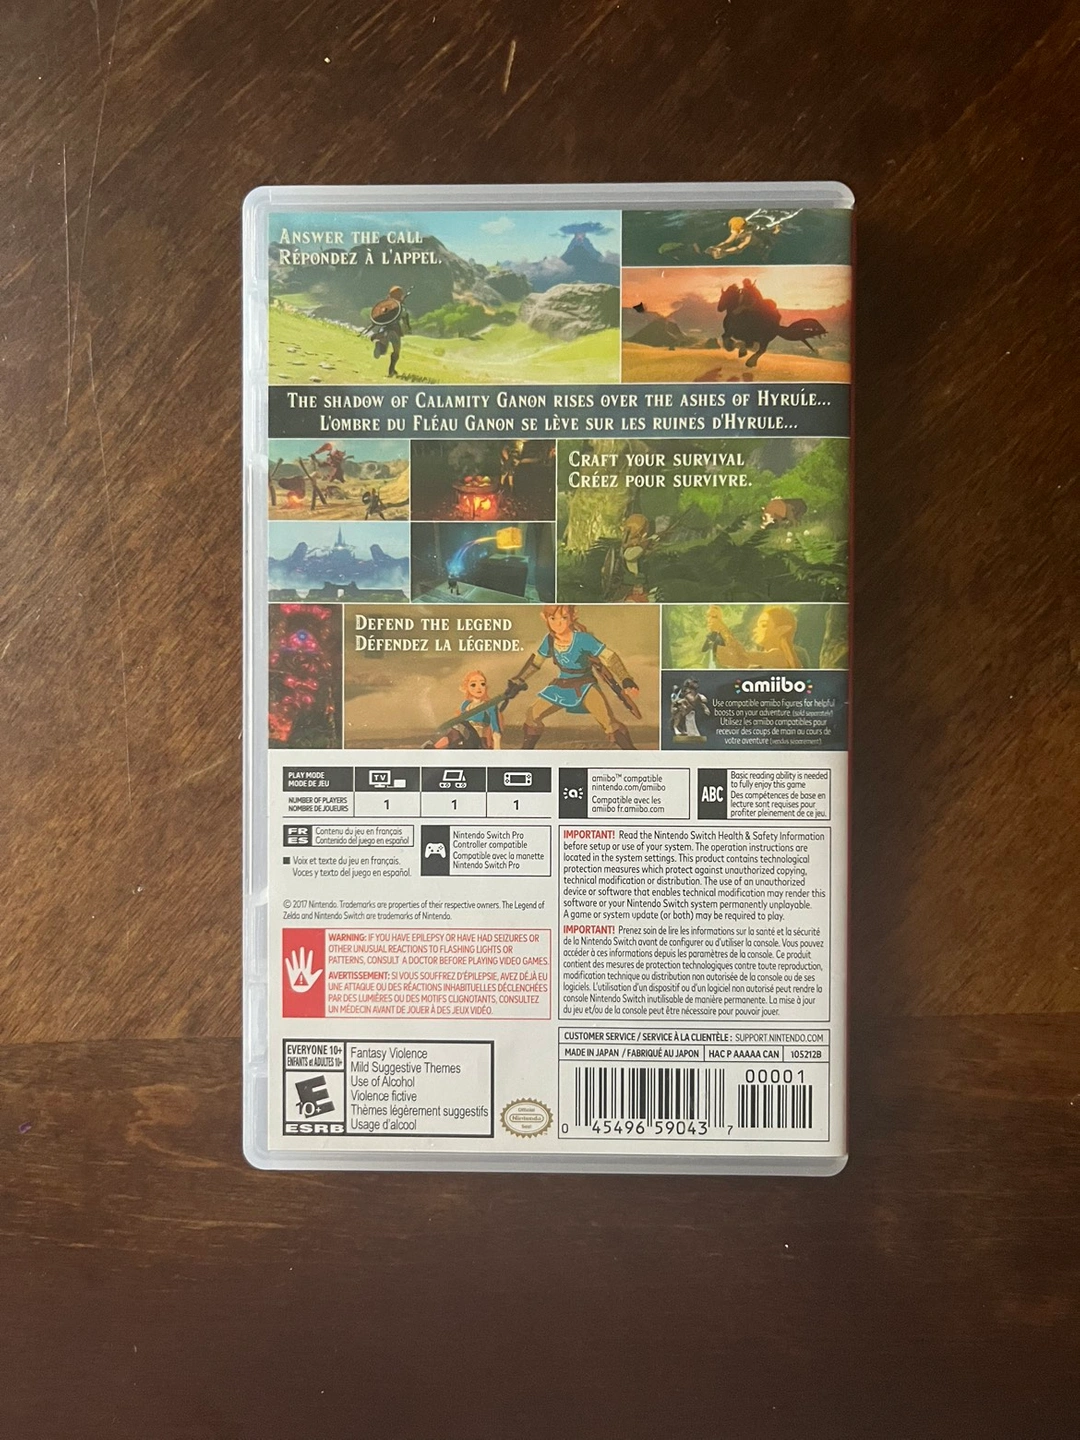 ANSWER THE CALL
RÉPONDEZ À L'APPEL.
THE SHADOW OF CALAMITY GANON RISES OVER THE ASHES OF HYRULE...
L'OMBRE DU FLÉAU GANON SE LÈVE SUR LES RUINES D'HYRULE...
CRAFT YOUR SURVIVAL
CRÉEZ POUR SURVIVRE.
DEFEND THE LEGEND
DÉFENDEZ LA LÉGENDE.
amiibo
Use compatible amiibo figures for helpful
boosts on your adventure (sold separately)
Utilisez les amiibo compatibles pour
recevoir des coups de main au cours de
votre aventure (vendus séparément)
PLAY MODE
MODE DE JEU
TV
NUMBER OF PLAYERS
NOMBRE DE JOUEURS
1 1 1
amiibo™ compatible
nintendo.com/amiibo
Compatible avec les
amiibo fr.amiibo.com
ABC
Basic reading ability is needed
to fully enjoy this game
Des compétences de base en
lecture sont requises pour
profiter pleinement de ce jeu.
FR
ES
Contenu du jeu en français
Contenido del juego en español
Voix et texte du jeu en français.
Voces y texto del juego en español.
Nintendo Switch Pro
Controller compatible
Compatible avec la manette
Nintendo Switch Pro
© 2017 Nintendo. Trademarks are properties of their respective owners. The Legend of
Zelda and Nintendo Switch are trademarks of Nintendo.
WARNING: IF YOU HAVE EPILEPSY OR HAVE HAD SEIZURES OR
OTHER UNUSUAL REACTIONS TO FLASHING LIGHTS OR
PATTERNS, CONSULT A DOCTOR BEFORE PLAYING VIDEO GAMES.
AVERTISSEMENT: SI VOUS SOUFFREZ D'ÉPILEPSIE, AVEZ DÉJÀ EU
UNE ATTAQUE OU DES RÉACTIONS INHABITUELLES DÉCLENCHÉES
PAR DES LUMIÈRES OU DES MOTIFS CLIGNOTANTS, CONSULTEZ
UN MÉDECIN AVANT DE JOUER À DES JEUX VIDÉO.
IMPORTANT! Read the Nintendo Switch Health & Safety Information
before setup or use of your system. The operation instructions are
located in the system settings. This product contains technological
protection measures which protect against unauthorized copying,
technical modification or distribution. The use of an unauthorized
device or software that enables technical modification may render this
software or your Nintendo Switch system permanently unplayable.
A game or system update (or both) may be required to play.
IMPORTANT! Prenez soin de lire les informations sur la santé et la sécurité
de la Nintendo Switch avant de configurer ou d'utiliser la console. Vous pouvez
accéder à ces informations depuis les paramètres de la console. Ce produit
contient des mesures de protection technologiques contre toute reproduction,
modification technique ou distribution non autorisée de la console ou de ses
logiciels. L'utilisation d'un dispositif ou d'un logiciel non autorisé peut rendre la
console Nintendo Switch inutilisable de manière permanente. La mise à jour
du jeu et/ou de la console peut être nécessaire pour pouvoir jouer.
EVERYONE 10+
ENFANTS et ADULTES 10+
E
10+
ESRB
Fantasy Violence
Mild Suggestive Themes
Use of Alcohol
Violence fictive
Thèmes légèrement suggestifs
Usage d'alcool
Official
Nintendo
Seal
CUSTOMER SERVICE / SERVICE À LA CLIENTÈLE : SUPPORT.NINTENDO.COM
MADE IN JAPAN / FABRIQUÉ AU JAPON HAC P AAAAA CAN 105212B
00001
0 45496 59043 7